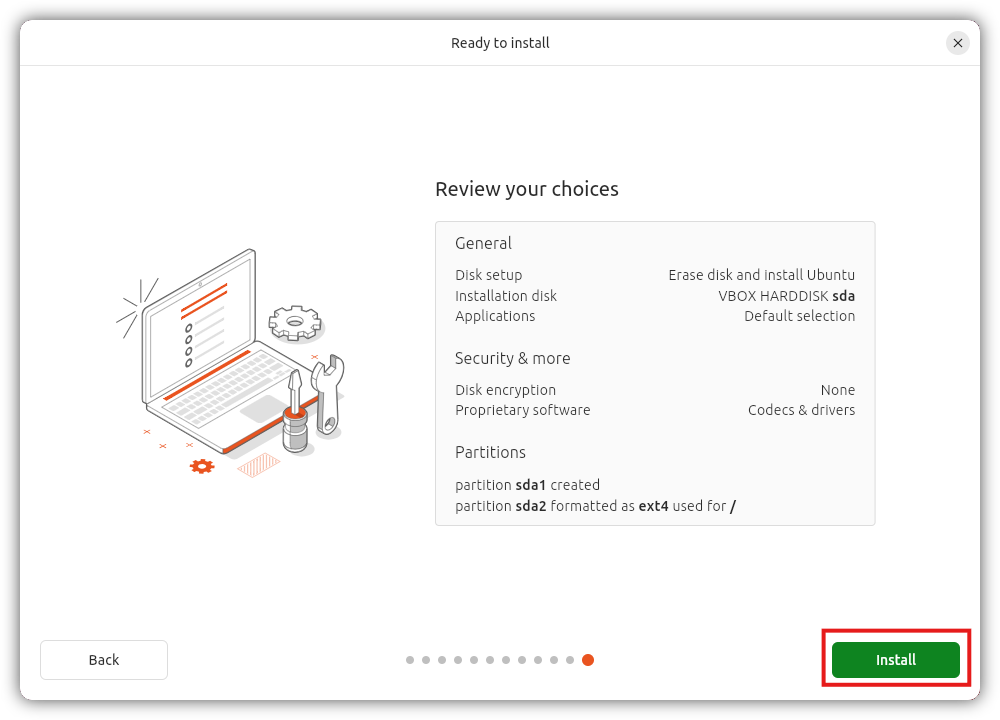 Ready to install
Review your choices
General
Disk setup Erase disk and install Ubuntu
Installation disk VBOX HARDDISK sda
Applications Default selection
Security & more
Disk encryption None
Proprietary software Codecs & drivers
Partitions
partition sda1 created
partition sda2 formatted as ext4 used for /
Back Install